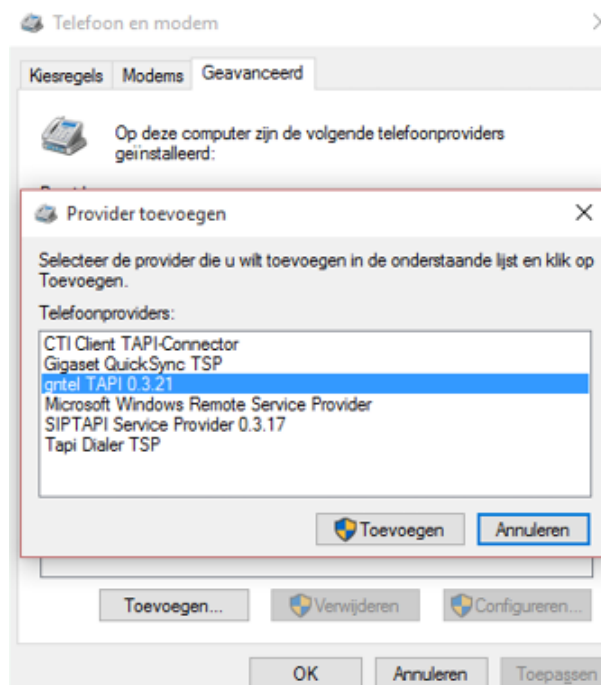 Telefoon en modem
Kiesregels Modems Geavanceerd
Op deze computer zijn de volgende telefoonproviders
geïnstalleerd:
Provider toevoegen
Selecteer de provider die u wilt toevoegen in de onderstaande lijst en klik op
Toevoegen.
Telefoonproviders:
CTI Client TAPI-Connector
Gigaset QuickSync TSP
gntel TAPI 0.3.21
Microsoft Windows Remote Service Provider
SIPTAPI Service Provider 0.3.17
Tapi Dialer TSP
Toevoegen Annuleren
Toevoegen... Verwijderen Configureren...
OK Annuleren Toepassen